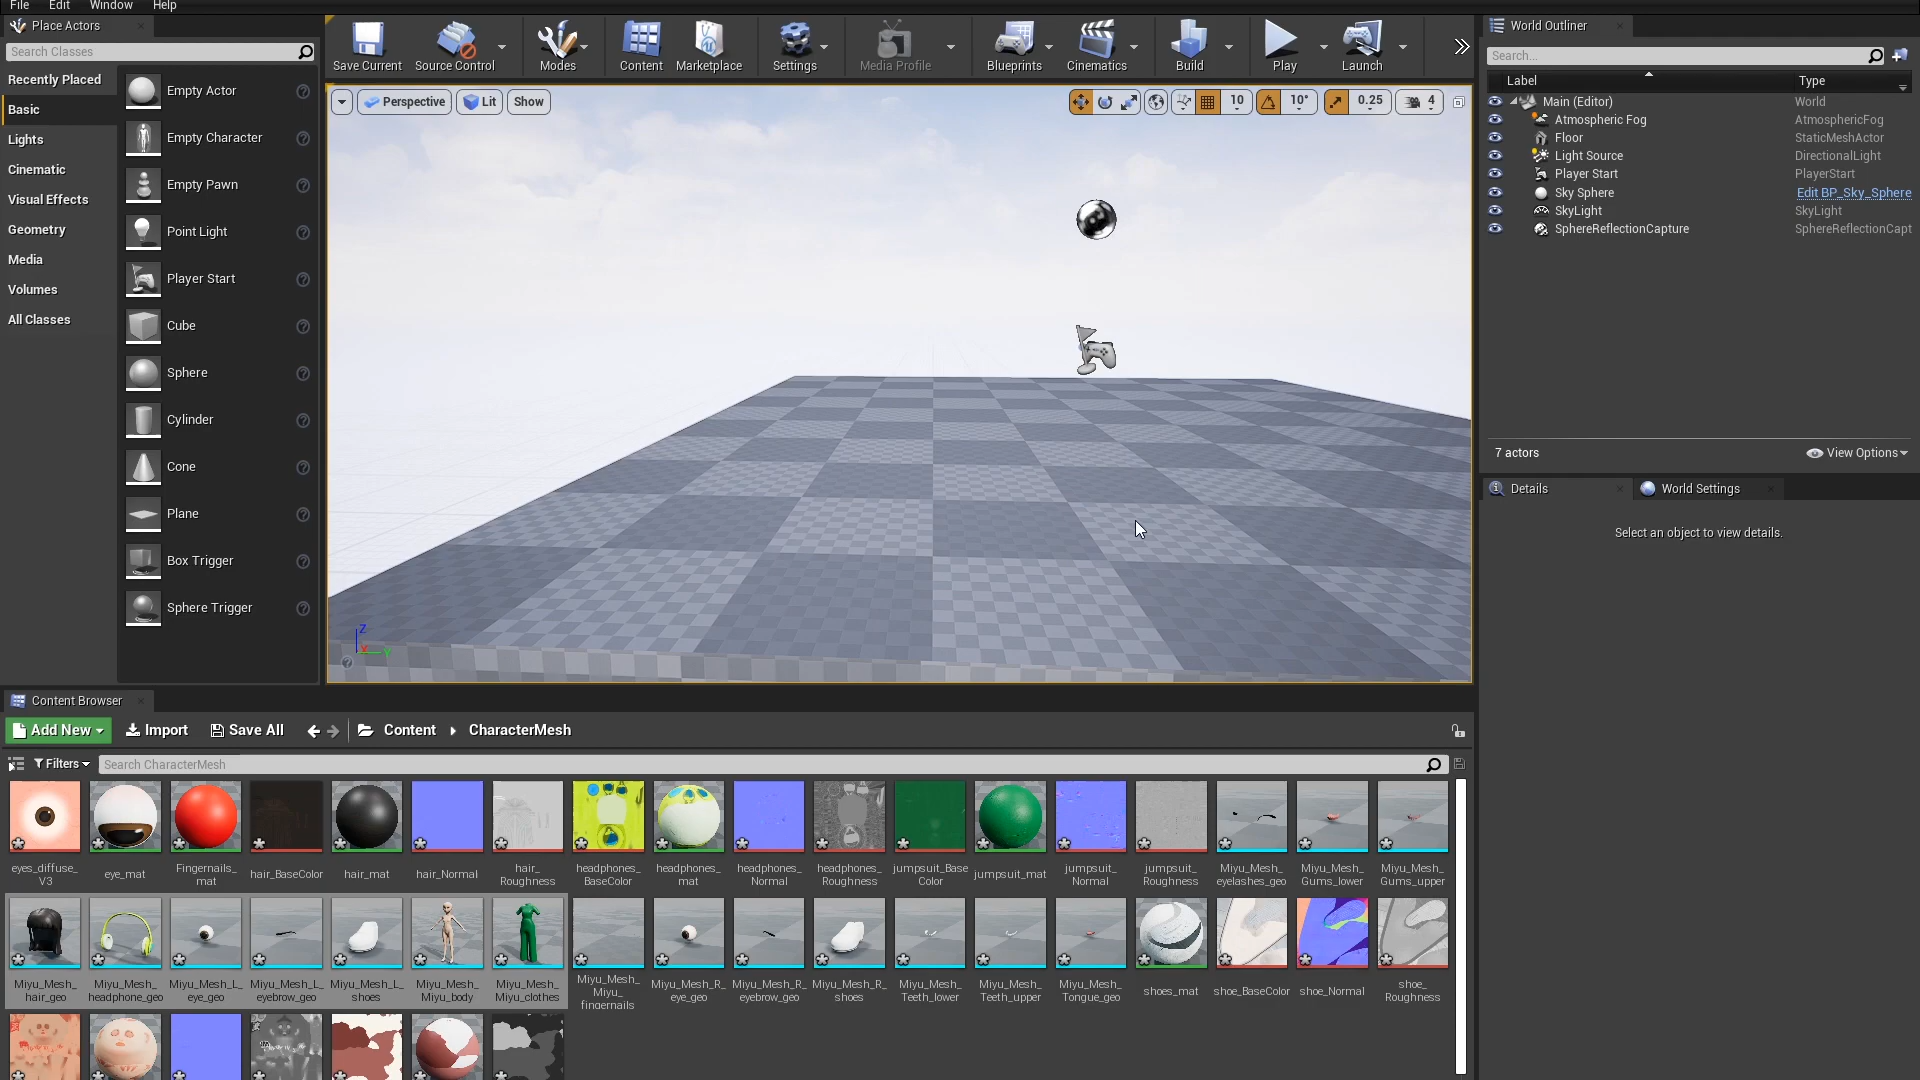 File Edit Window Help
Place Actors
Search Classes
Recently Placed
Basic
Lights
Cinematic
Visual Effects
Geometry
Media
Volumes
All Classes
Empty Actor
Empty Character
Empty Pawn
Point Light
Player Start
Cube
Sphere
Cylinder
Cone
Plane
Box Trigger
Sphere Trigger
Save Current Source Control Modes Content Marketplace Settings Media Profile Blueprints Cinematics Build Play Launch
Perspective Lit Show
10 10° 0.25 4
Z
X
Y
World Outliner
Search...
Label Type
Main (Editor) World
Atmospheric Fog AtmosphericFog
Floor StaticMeshActor
Light Source DirectionalLight
Player Start PlayerStart
Sky Sphere Edit BP_Sky_Sphere
SkyLight SkyLight
SphereReflectionCapture SphereReflectionCapt
7 actors View Options
Details World Settings
Select an object to view details.
Content Browser
Add New Import Save All Content CharacterMesh
Filters Search CharacterMesh
eyes_diffuse_
V3
eye_mat
Fingernails_
mat
hair_BaseColor
hair_mat
hair_Normal
hair_
Roughness
headphones_
BaseColor
headphones_
mat
headphones_
Normal
headphones_
Roughness
jumpsuit_Base
Color
jumpsuit_mat
jumpsuit_
Normal
jumpsuit_
Roughness
Miyu_Mesh_
eyelashes_geo
Miyu_Mesh_
Gums_lower
Miyu_Mesh_
Gums_upper
Miyu_Mesh_
hair_geo
Miyu_Mesh_
headphone_geo
Miyu_Mesh_L_
eye_geo
Miyu_Mesh_L_
eyebrow_geo
Miyu_Mesh_L_
shoes
Miyu_Mesh_
Miyu_body
Miyu_Mesh_
Miyu_clothes
Miyu_Mesh_
Miyu_
fingernails
Miyu_Mesh_R_
eye_geo
Miyu_Mesh_R_
eyebrow_geo
Miyu_Mesh_R_
shoes
Miyu_Mesh_
Teeth_lower
Miyu_Mesh_
Teeth_upper
Miyu_Mesh_
Tongue_geo
shoes_mat
shoe_BaseColor
shoe_Normal
shoe_
Roughness